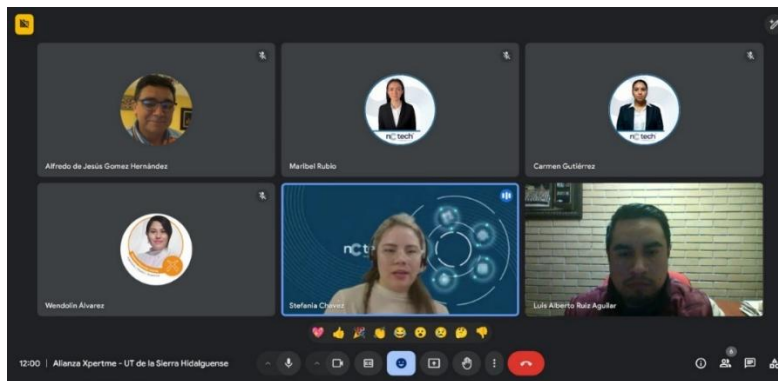 Alfredo de Jesús Gomez Hernández
Maribel Rubio
Carmen Gutiérrez
nc tech
nc tech
Wendolin Álvarez
Stefania Chavez
Luis Alberto Ruiz Aguilar
12:00 | Alianza Xpertme - UT de la Sierra Hidalguense